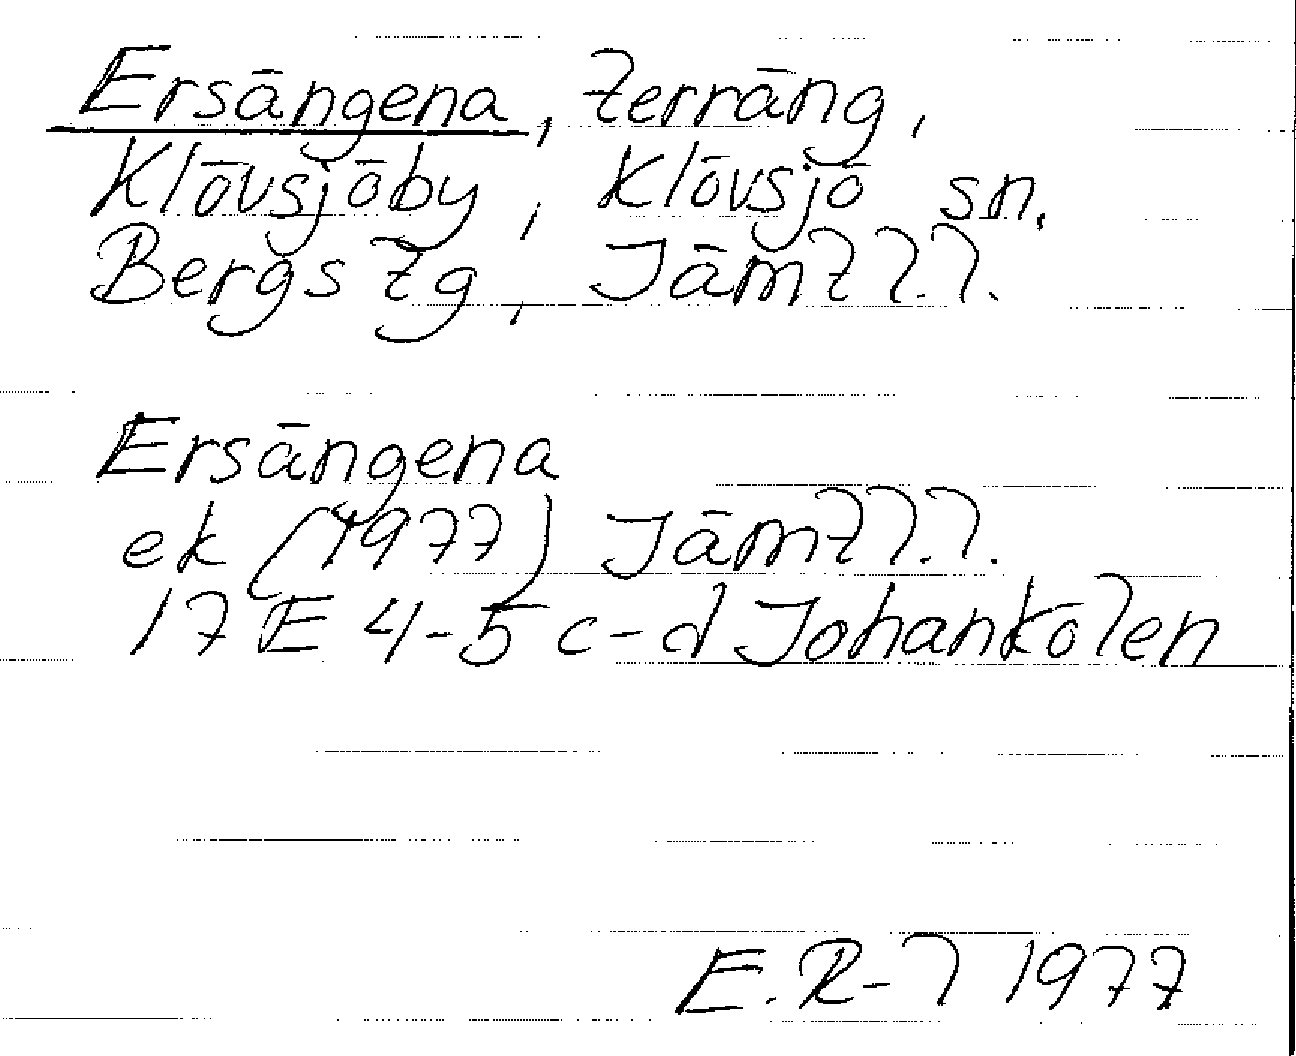 Ersängena, terräng,
Klövsjöby, Klövsjö sn.
Bergs tg, Jämtl.l.
Ersängena
ek (1977) Jämtl.l.
17 E 4-5 c-d Johankölen
E.R-l 1977